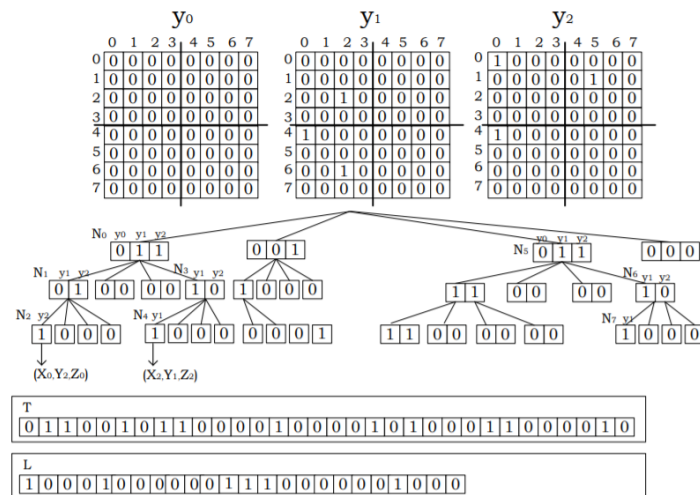 y0 y1 y2
0 1 2 3 4 5 6 7 0 1 2 3 4 5 6 7 0 1 2 3 4 5 6 7
0 0 0 0 0 0 0 0 0 0 0 0 0 0 0 0 0 0 0 1 0 0 0 0 0 0 0
1 0 0 0 0 0 0 0 0 1 0 0 0 0 0 0 0 0 1 0 0 0 0 0 1 0 0
2 0 0 0 0 0 0 0 0 2 0 0 1 0 0 0 0 0 2 0 0 0 0 0 0 0 0
3 0 0 0 0 0 0 0 0 3 0 0 0 0 0 0 0 0 3 0 0 0 0 0 0 0 0
4 0 0 0 0 0 0 0 0 4 1 0 0 0 0 0 0 0 4 1 0 0 0 0 0 0 0
5 0 0 0 0 0 0 0 0 5 0 0 0 0 0 0 0 0 5 0 0 0 0 0 0 0 0
6 0 0 0 0 0 0 0 0 6 0 0 1 0 0 0 0 0 6 0 0 0 0 0 0 0 0
7 0 0 0 0 0 0 0 0 7 0 0 0 0 0 0 0 0 7 0 0 0 0 0 0 0 0
N0 y0 y1 y2 N5 y0 y1 y2
0 1 1 0 0 1 0 1 1 0 0 0
N1 y1 y2 N3 y1 y2 N6 y1 y2
0 1 0 0 0 0 1 0 1 0 0 0 1 1 0 0 0 0 1 0
N2 y2 N4 y1 N7 y1
1 0 0 0 1 0 0 0 0 0 0 1 1 1 0 0 0 0 0 0 1 0 0 0
(X0,Y2,Z0) (X2,Y1,Z2)
T
0 1 1 0 0 1 0 1 1 0 0 0 0 1 0 0 0 0 1 0 1 0 0 0 1 1 0 0 0 0 1 0
L
1 0 0 0 1 0 0 0 0 0 0 1 1 1 0 0 0 0 0 0 1 0 0 0